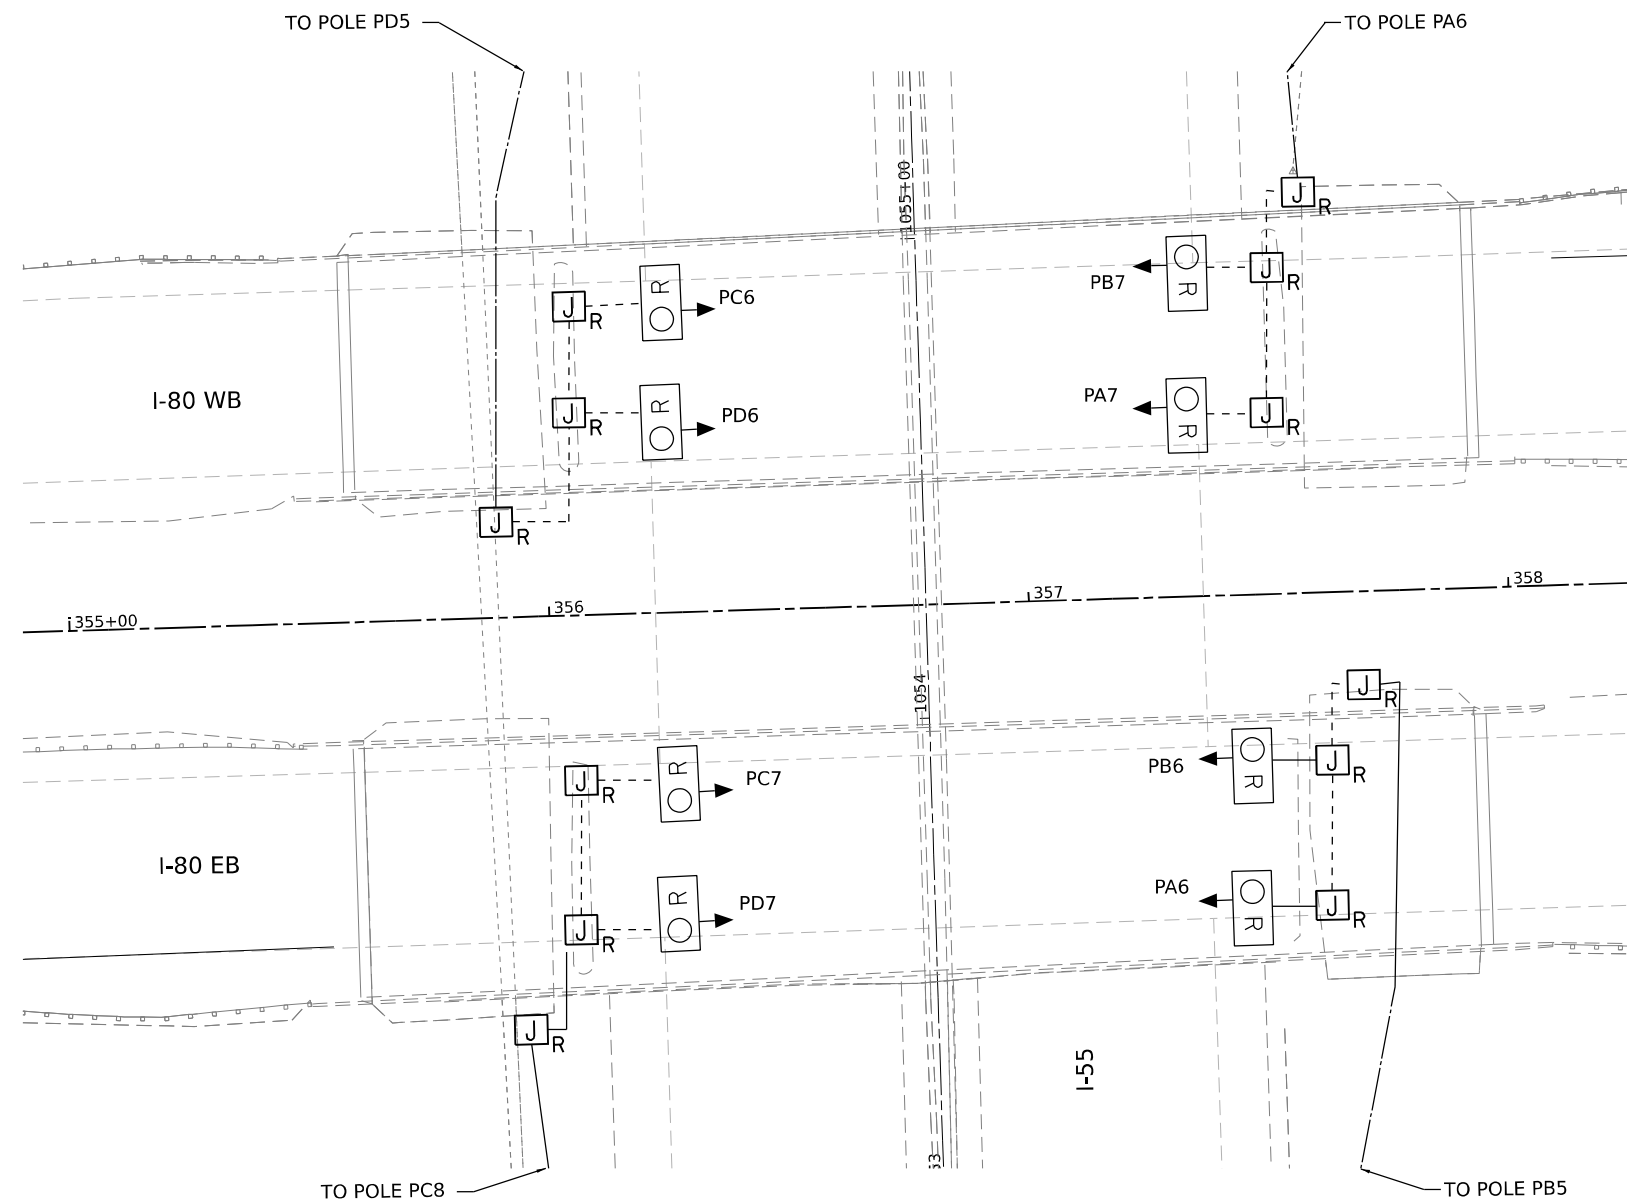 TO POLE PD5
TO POLE PA6
1055+00
J
R
R
J
R
PC6
J
R
PB7
R
J
R
I-80 WB
J
R
R
PD6
PA7
R
J
R
J
R
355+00
356
357
358
1054
J
R
J
R
R
PC7
PB6
R
J
R
I-80 EB
J
R
R
PD7
PA6
R
J
R
J
R
I-55
53
TO POLE PC8
TO POLE PB5